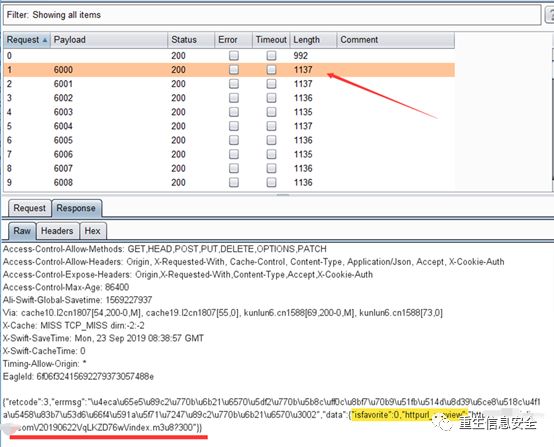 Filter: Showing all items
Request Payload Status Error Timeout Length Comment
0 200 992
1 6000 200 1137
2 6001 200 1137
3 6002 200 1136
4 6003 200 1135
5 6004 200 1137
6 6005 200 1136
7 6006 200 1135
8 6007 200 1136
9 6008 200 1136
Request Response
Raw Headers Hex
Access-Control-Allow-Methods: GET,HEAD,POST,PUT,DELETE,OPTIONS,PATCH
Access-Control-Allow-Headers: Origin, X-Requested-With, Cache-Control, Content-Type, Application/Json, Accept, X-Cookie-Auth
Access-Control-Expose-Headers: Origin,X-Requested-With,Content-Type,Accept,X-Cookie-Auth
Access-Control-Max-Age: 86400
Ali-Swift-Global-Savetime: 1569227937
Via: cache10.l2cn1807[54,200-0,M], cache19.l2cn1807[55,0], kunlun6.cn1588[69,200-0,M], kunlun6.cn1588[73,0]
X-Cache: MISS TCP_MISS dirn:-2:-2
X-Swift-SaveTime: Mon, 23 Sep 2019 08:38:57 GMT
X-Swift-CacheTime: 0
Timing-Allow-Origin: *
EagleId: 6f06f32415692279373057488e
{"retcode":3,"errmsg":"\u4eca\u65e5\u89c2\u770b\u6b21\u6570\u5df2\u770b\u5b8c\uff0c\u8bf7\u70b9\u51fb\u514d\u8d39\u6ce8\u518c\u4f1
a\u5458\u83b7\u53d6\u66f4\u591a\u5f71\u7247\u89c2\u770b\u6b21\u6570\u3002","data":{"isfavorite":0,"httpurl_ view":"htt
.com\/20190622\/qLKZD76w\/index.m3u8?300"}}
重生信息安全